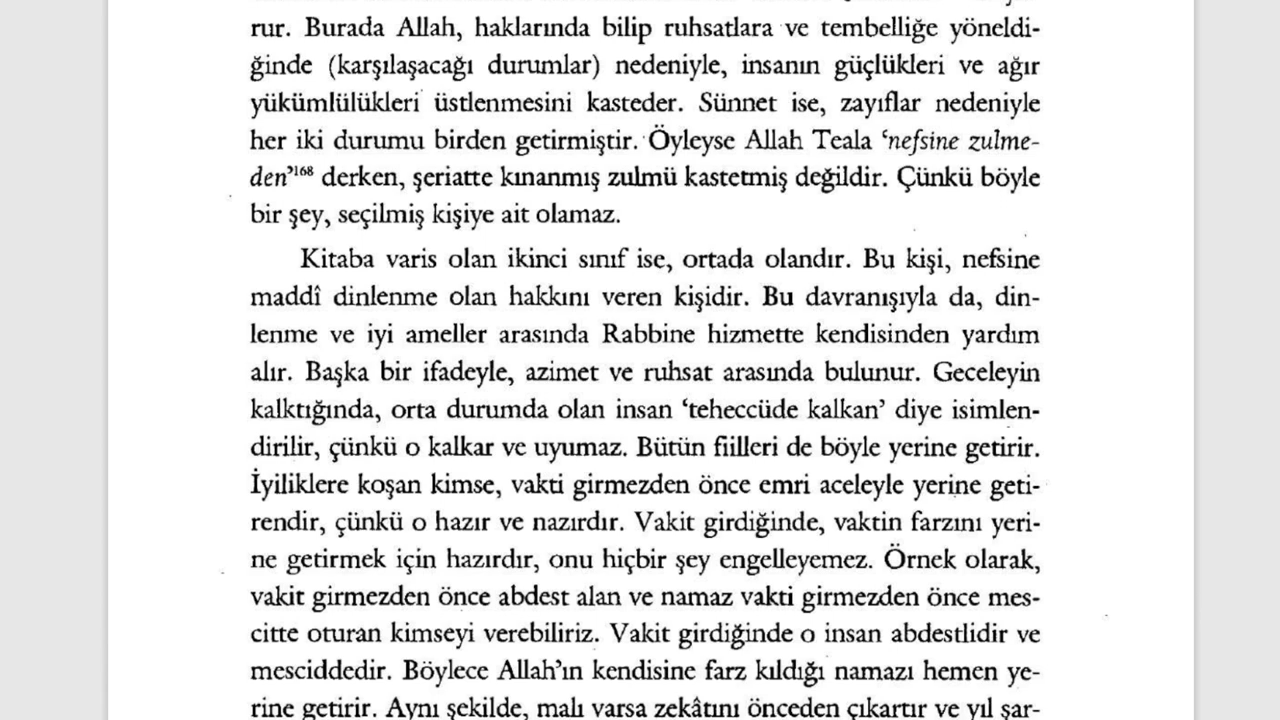 rur. Burada Allah, haklarında bilip ruhsatlara ve tembelliğe yöneldi-
ğinde (karşılaşacağı durumlar) nedeniyle, insanın güçlükleri ve ağır
yükümlülükleri üstlenmesini kasteder. Sünnet ise, zayıflar nedeniyle
her iki durumu birden getirmiştir. Öyleyse Allah Teala ‘nefsine zulme-
den’¹⁶⁸ derken, şeriatte kınanmış zulmü kastetmiş değildir. Çünkü böyle
bir şey, seçilmiş kişiye ait olamaz.
Kitaba varis olan ikinci sınıf ise, ortada olandır. Bu kişi, nefsine
maddî dinlenme olan hakkını veren kişidir. Bu davranışıyla da, din-
lenme ve iyi ameller arasında Rabbine hizmette kendisinden yardım
alır. Başka bir ifadeyle, azimet ve ruhsat arasında bulunur. Geceleyin
kalktığında, orta durumda olan insan ‘teheccüde kalkan’ diye isimlen-
dirilir, çünkü o kalkar ve uyumaz. Bütün fiilleri de böyle yerine getirir.
İyiliklere koşan kimse, vakti girmezden önce emri aceleyle yerine geti-
rendir, çünkü o hazır ve nazırdır. Vakit girdiğinde, vaktin farzını yeri-
ne getirmek için hazırdır, onu hiçbir şey engelleyemez. Örnek olarak,
vakit girmezden önce abdest alan ve namaz vakti girmezden önce mes-
citte oturan kimseyi verebiliriz. Vakit girdiğinde o insan abdestlidir ve
mesciddedir. Böylece Allah’ın kendisine farz kıldığı namazı hemen ye-
rine getirir. Aynı şekilde, malı varsa zekâtını önceden çıkartır ve yıl şar-